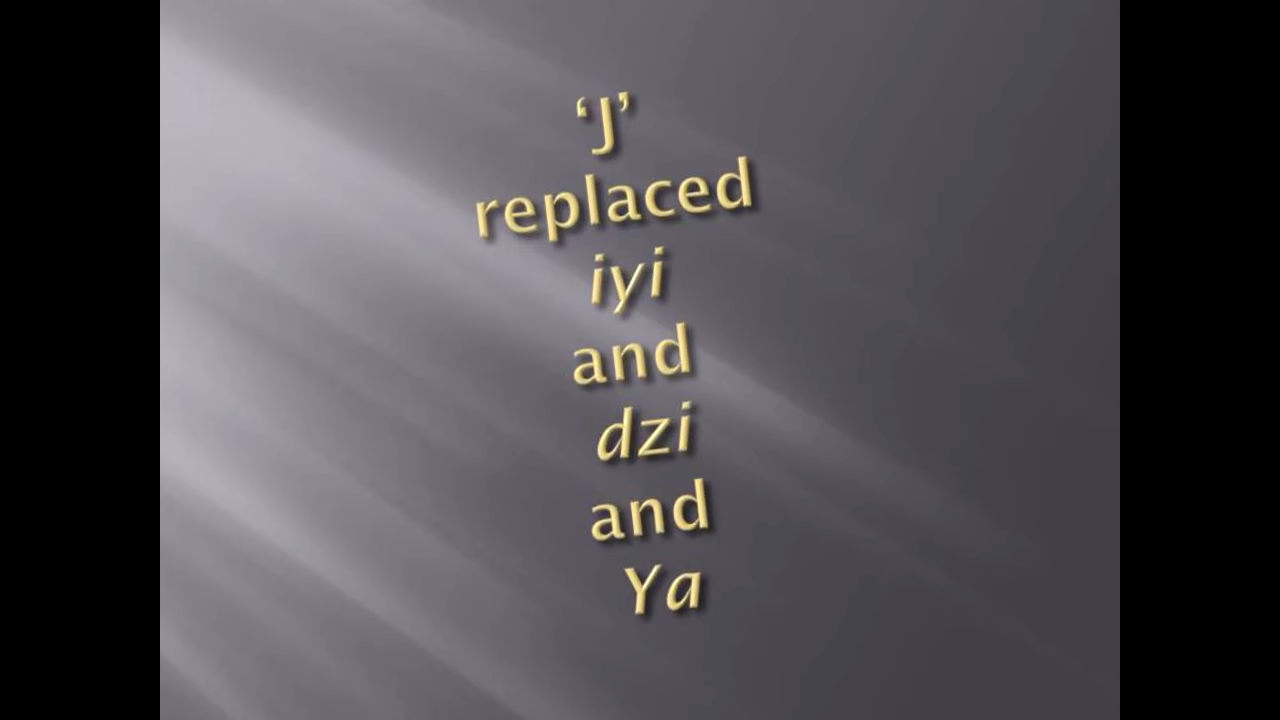 ‘J’
replaced
iyi
and
dzi
and
Ya